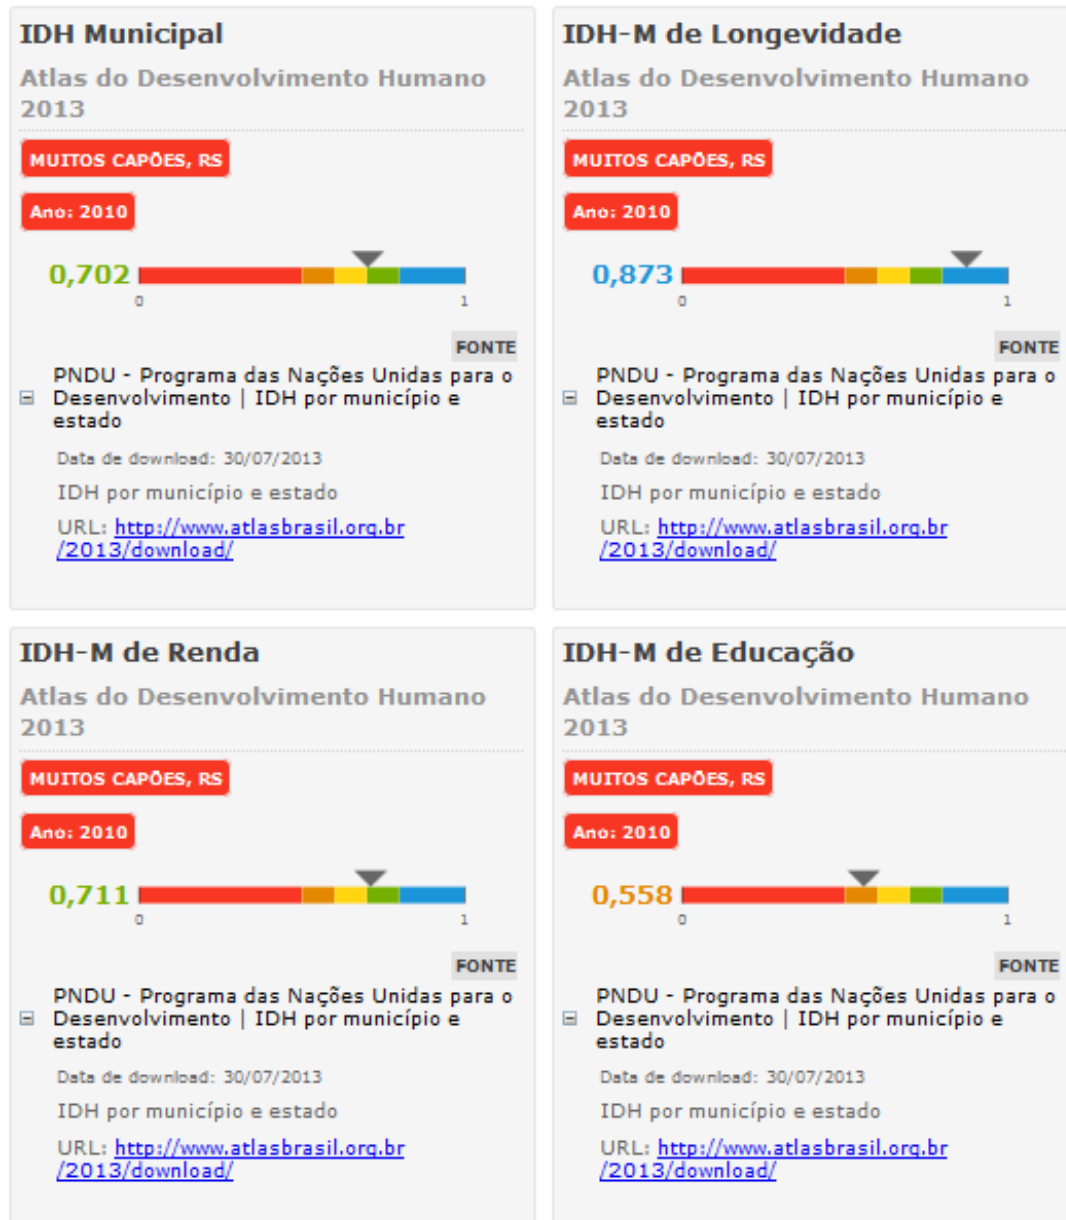 IDH Municipal
Atlas do Desenvolvimento Humano
2013
MUITOS CAPÕES, RS
Ano: 2010
0,702
0
1
FONTE
PNDU - Programa das Nações Unidas para o
Desenvolvimento | IDH por município e
estado
Data de download: 30/07/2013
IDH por município e estado
URL: http://www.atlasbrasil.org.br
/2013/download/
IDH-M de Longevidade
Atlas do Desenvolvimento Humano
2013
MUITOS CAPÕES, RS
Ano: 2010
0,873
0
1
FONTE
PNDU - Programa das Nações Unidas para o
Desenvolvimento | IDH por município e
estado
Data de download: 30/07/2013
IDH por município e estado
URL: http://www.atlasbrasil.org.br
/2013/download/
IDH-M de Renda
Atlas do Desenvolvimento Humano
2013
MUITOS CAPÕES, RS
Ano: 2010
0,711
0
1
FONTE
PNDU - Programa das Nações Unidas para o
Desenvolvimento | IDH por município e
estado
Data de download: 30/07/2013
IDH por município e estado
URL: http://www.atlasbrasil.org.br
/2013/download/
IDH-M de Educação
Atlas do Desenvolvimento Humano
2013
MUITOS CAPÕES, RS
Ano: 2010
0,558
0
1
FONTE
PNDU - Programa das Nações Unidas para o
Desenvolvimento | IDH por município e
estado
Data de download: 30/07/2013
IDH por município e estado
URL: http://www.atlasbrasil.org.br
/2013/download/